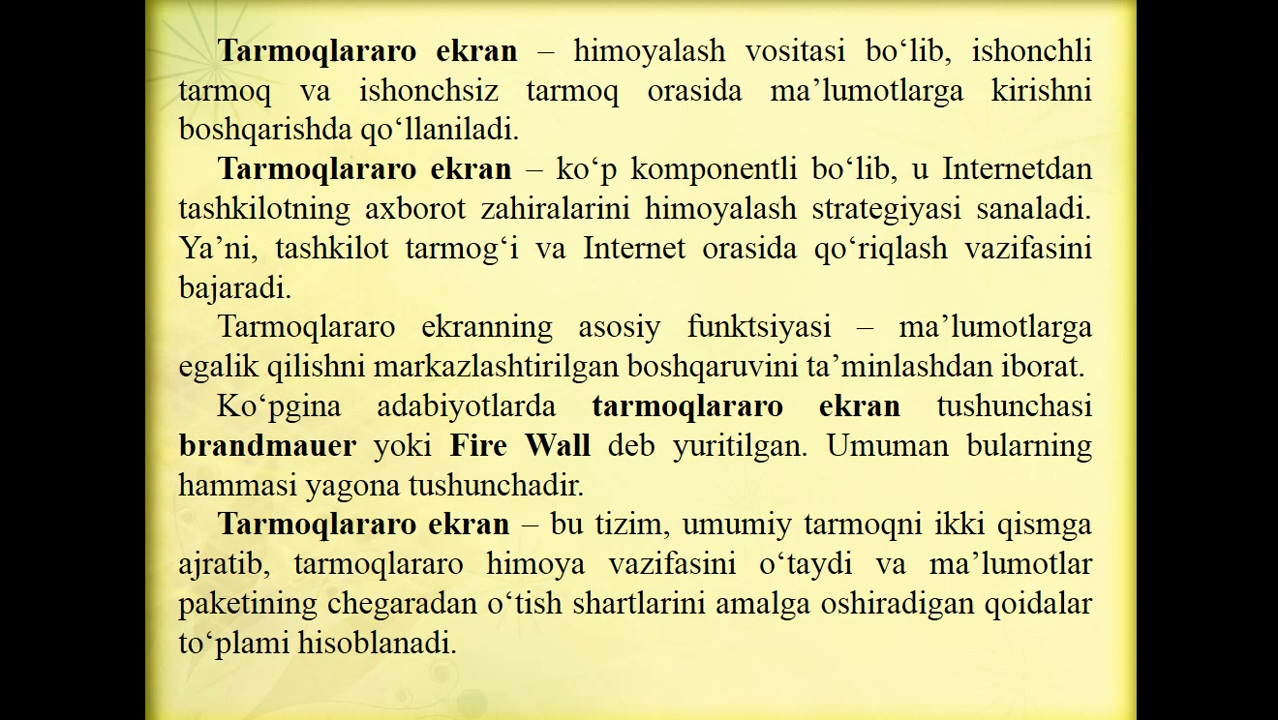 Tarmoqlararo ekran – himoyalash vositasi bo‘lib, ishonchli
tarmoq va ishonchsiz tarmoq orasida ma’lumotlarga kirishni
boshqarishda qo‘llaniladi.
Tarmoqlararo ekran – ko‘p komponentli bo‘lib, u Internetdan
tashkilotning axborot zahiralarini himoyalash strategiyasi sanaladi.
Ya’ni, tashkilot tarmog‘i va Internet orasida qo‘riqlash vazifasini
bajaradi.
Tarmoqlararo ekranning asosiy funktsiyasi – ma’lumotlarga
egalik qilishni markazlashtirilgan boshqaruvini ta’minlashdan iborat.
Ko‘pgina adabiyotlarda tarmoqlararo ekran tushunchasi
brandmauer yoki Fire Wall deb yuritilgan. Umuman bularning
hammasi yagona tushunchadir.
Tarmoqlararo ekran – bu tizim, umumiy tarmoqni ikki qismga
ajratib, tarmoqlararo himoya vazifasini o‘taydi va ma’lumotlar
paketining chegaradan o‘tish shartlarini amalga oshiradigan qoidalar
to‘plami hisoblanadi.